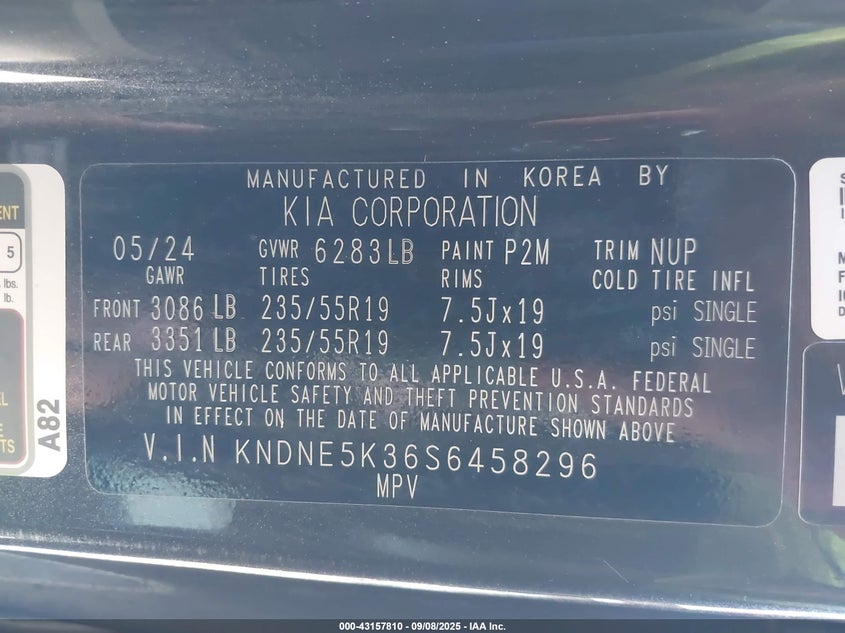 MANUFACTURED IN KOREA BY
KIA CORPORATION
05/24 GVWR 6283LB PAINT P2M TRIM NUP
GAWR TIRES RIMS COLD TIRE INFL
FRONT 3086 LB 235/55R19 7.5Jx19 psi SINGLE
REAR 3351 LB 235/55R19 7.5Jx19 psi SINGLE
THIS VEHICLE CONFORMS TO ALL APPLICABLE U.S.A. FEDERAL
MOTOR VEHICLE SAFETY AND THEFT PREVENTION STANDARDS
IN EFFECT ON THE DATE OF MANUFACTURE SHOWN ABOVE
V.I.N KNDNE5K36S6458296
MPV
5
lbs.
lb.
A82
000-43157810 - 09/08/2025 - IAA Inc.